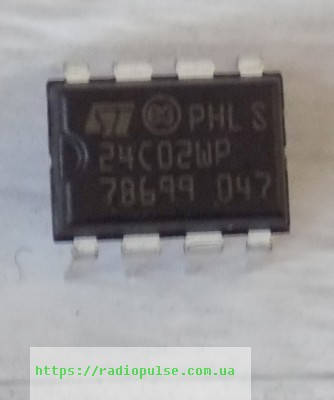 ST PHL S
24C02WP
78699 047
https://radiopulse.com.ua